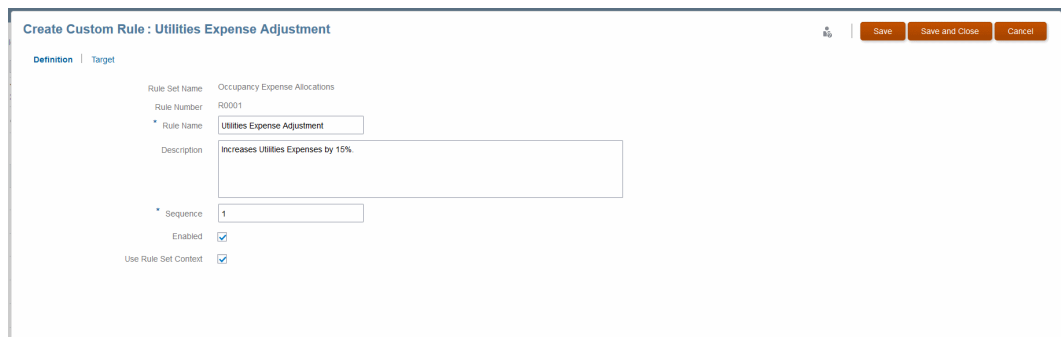 Create Custom Rule : Utilities Expense Adjustment
Save
Save and Close
Cancel
Definition
Target
Rule Set Name Occupancy Expense Allocations
Rule Number R0001
* Rule Name Utilities Expense Adjustment
Description Increases Utilities Expenses by 15%.
* Sequence 1
Enabled
Use Rule Set Context